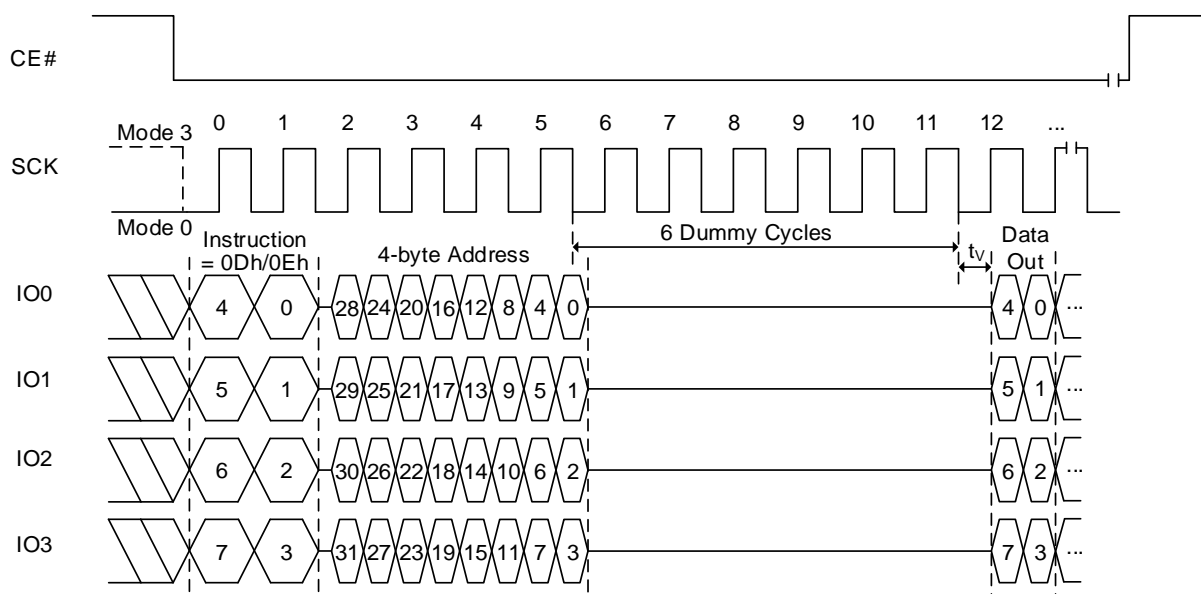 CE#
0 1 2 3 4 5 6 7 8 9 10 11 12 ...
Mode 3
SCK
Mode 0
Instruction
= 0Dh/0Eh
4-byte Address
6 Dummy Cycles
tV
Data
Out
IO0 4 0 28 24 20 16 12 8 4 0 4 0 ...
IO1 5 1 29 25 21 17 13 9 5 1 5 1 ...
IO2 6 2 30 26 22 18 14 10 6 2 6 2 ...
IO3 7 3 31 27 23 19 15 11 7 3 7 3 ...